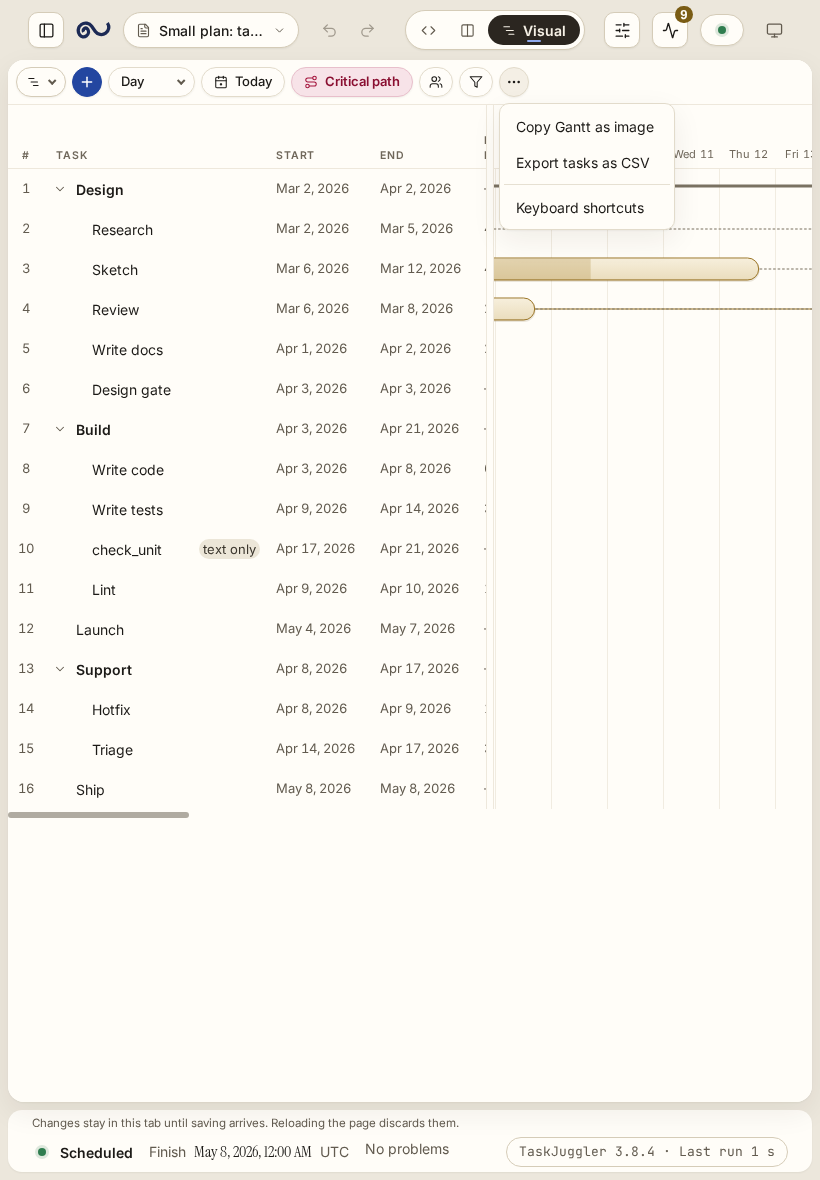 Small plan: ta...
Visual
9
Day
Today
Critical path
Copy Gantt as image
Export tasks as CSV
Keyboard shortcuts
# TASK START END Wed 11 Thu 12 Fri
1 Design Mar 2, 2026 Apr 2, 2026
2 Research Mar 2, 2026 Mar 5, 2026
3 Sketch Mar 6, 2026 Mar 12, 2026
4 Review Mar 6, 2026 Mar 8, 2026
5 Write docs Apr 1, 2026 Apr 2, 2026
6 Design gate Apr 3, 2026 Apr 3, 2026
7 Build Apr 3, 2026 Apr 21, 2026
8 Write code Apr 3, 2026 Apr 8, 2026
9 Write tests Apr 9, 2026 Apr 14, 2026
10 check_unit text only Apr 17, 2026 Apr 21, 2026
11 Lint Apr 9, 2026 Apr 10, 2026
12 Launch May 4, 2026 May 7, 2026
13 Support Apr 8, 2026 Apr 17, 2026
14 Hotfix Apr 8, 2026 Apr 9, 2026
15 Triage Apr 14, 2026 Apr 17, 2026
16 Ship May 8, 2026 May 8, 2026
Changes stay in this tab until saving arrives. Reloading the page discards them.
Scheduled Finish May 8, 2026, 12:00 AM UTC No problems TaskJuggler 3.8.4 · Last run 1 s